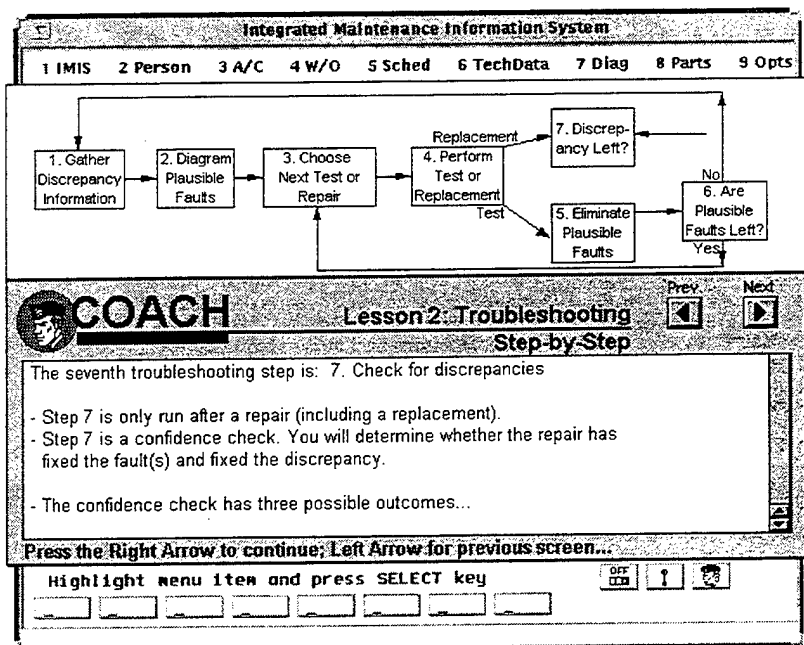 Integrated Maintenance Information System
1 IMIS 2 Person 3 A/C 4 W/O 5 Sched 6 TechData 7 Diag 8 Parts 9 Opts
1. Gather
Discrepancy
Information
2. Diagram
Plausible
Faults
3. Choose
Next Test or
Repair
4. Perform
Test or
Replacement
Replacement
Test
7. Discrep-
ancy Left?
5. Eliminate
Plausible
Faults
No
6. Are
Plausible
Faults Left?
Yes
COACH
Lesson 2: Troubleshooting
Step-by-Step
Prev.
Next
The seventh troubleshooting step is: 7. Check for discrepancies
- Step 7 is only run after a repair (including a replacement).
- Step 7 is a confidence check. You will determine whether the repair has
fixed the fault(s) and fixed the discrepancy.
- The confidence check has three possible outcomes...
Press the Right Arrow to continue; Left Arrow for previous screen...
Highlight menu item and press SELECT key
OFF